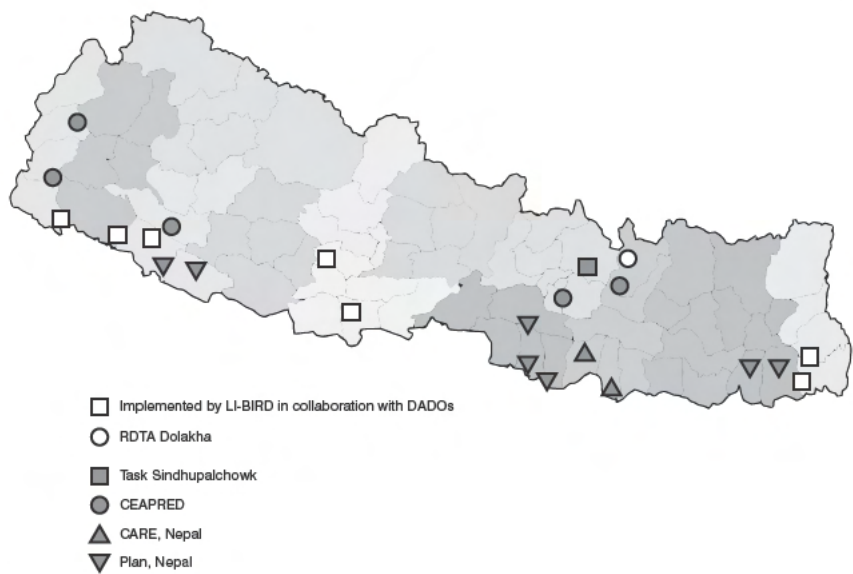 Implemented by LI-BIRD in collaboration with DADOs
RDTA Dolakha
Task Sindhupalchowk
CEAPRED
CARE, Nepal
Plan, Nepal